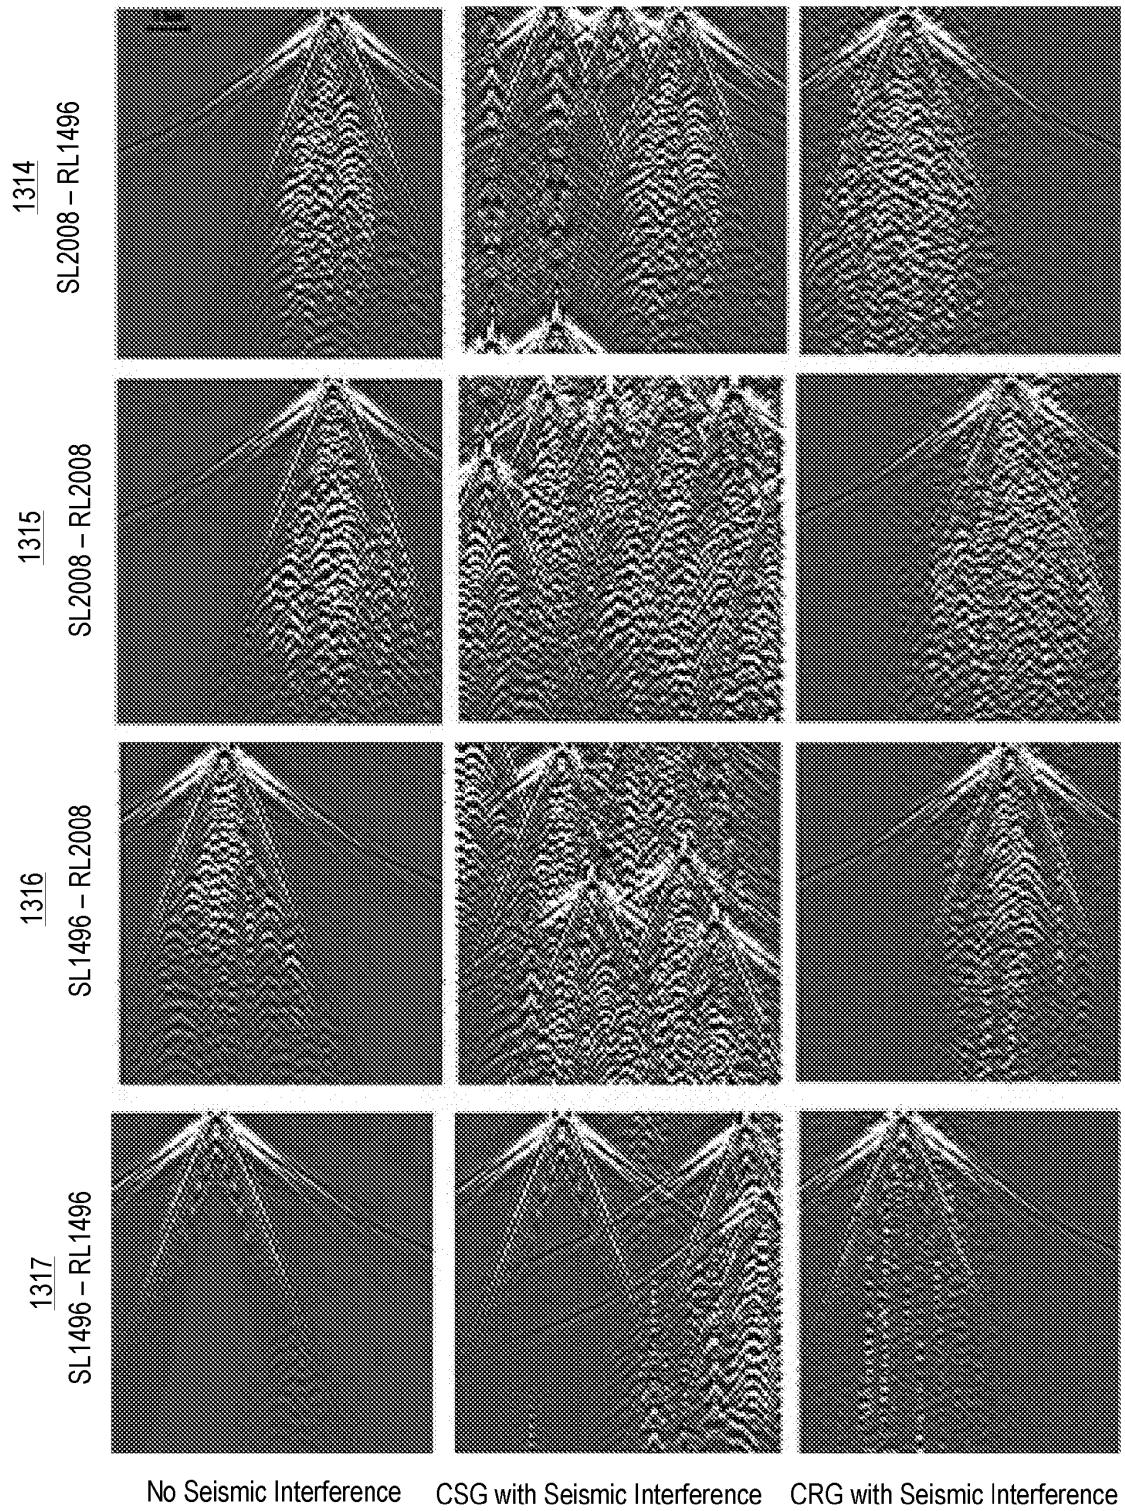 1314
SL2008 – RL1496
1315
SL2008 – RL2008
1316
SL1496 – RL2008
1317
SL1496 – RL1496
No Seismic Interference
CSG with Seismic Interference
CRG with Seismic Interference